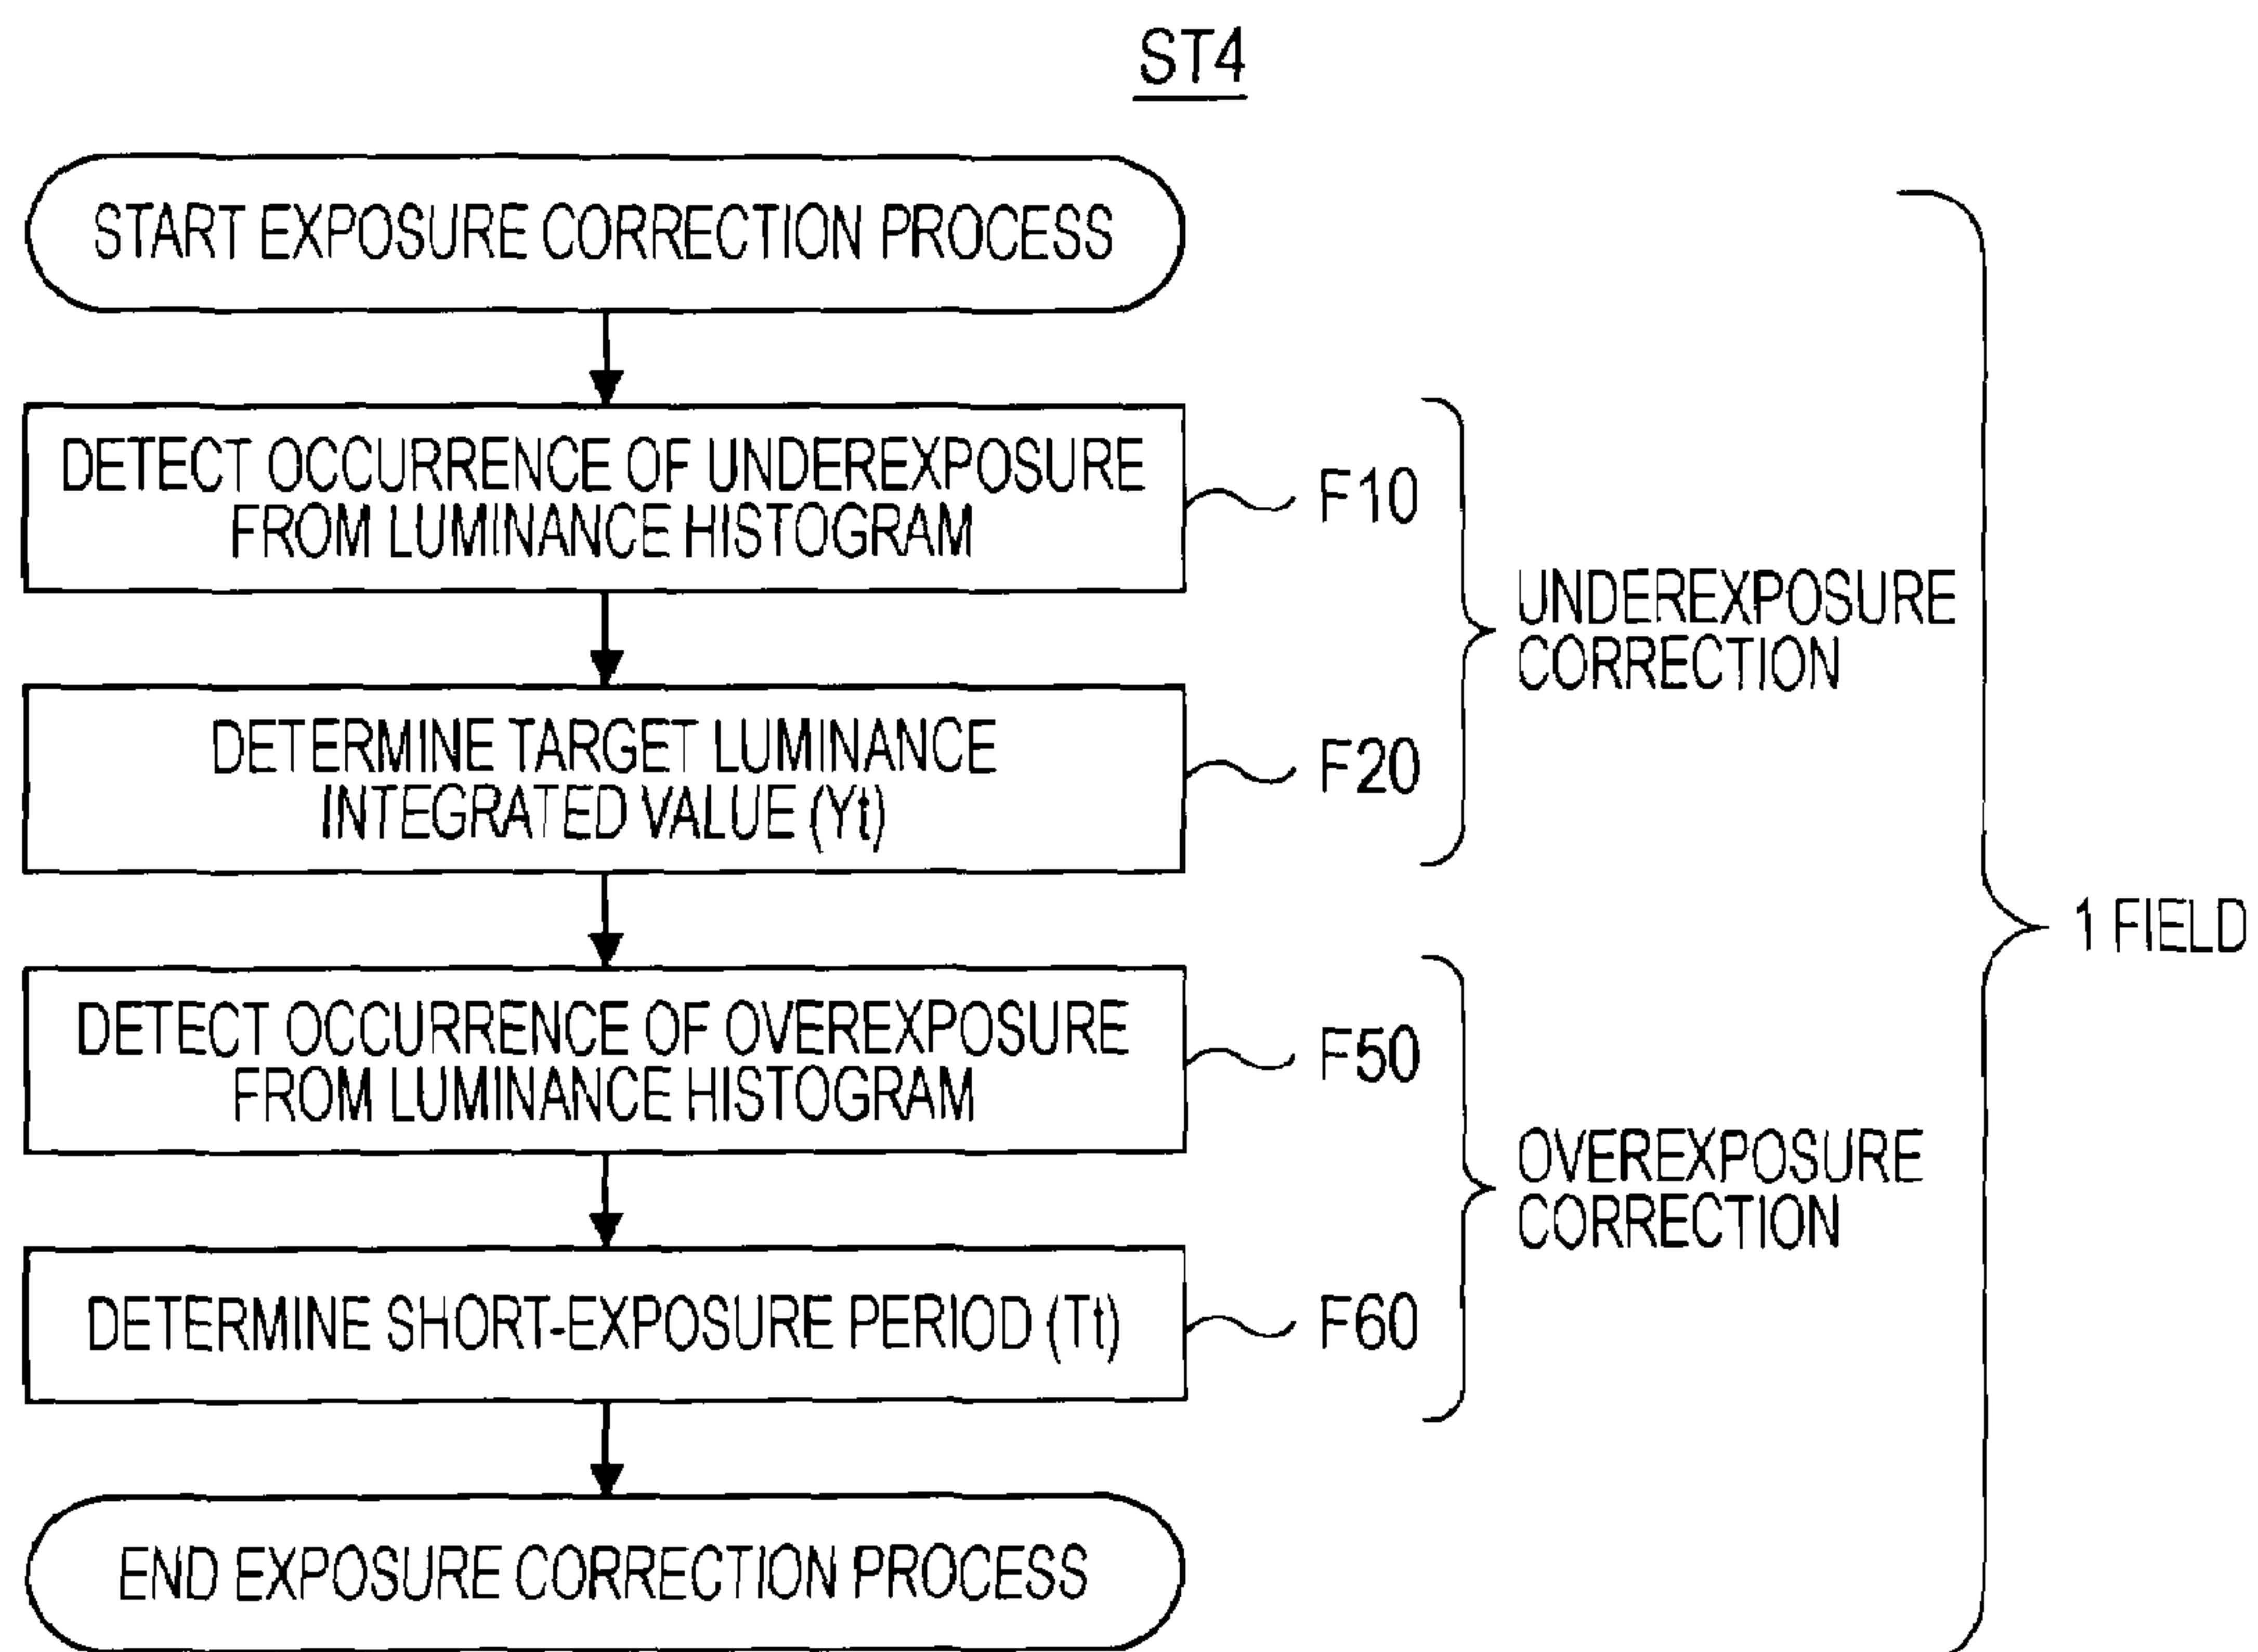 ST4
START EXPOSURE CORRECTION PROCESS
DETECT OCCURRENCE OF UNDEREXPOSURE
FROM LUMINANCE HISTOGRAM
F10
UNDEREXPOSURE
CORRECTION
DETERMINE TARGET LUMINANCE
INTEGRATED VALUE (Yt)
F20
1 FIELD
DETECT OCCURRENCE OF OVEREXPOSURE
FROM LUMINANCE HISTOGRAM
F50
OVEREXPOSURE
CORRECTION
DETERMINE SHORT-EXPOSURE PERIOD (Tt)
F60
END EXPOSURE CORRECTION PROCESS